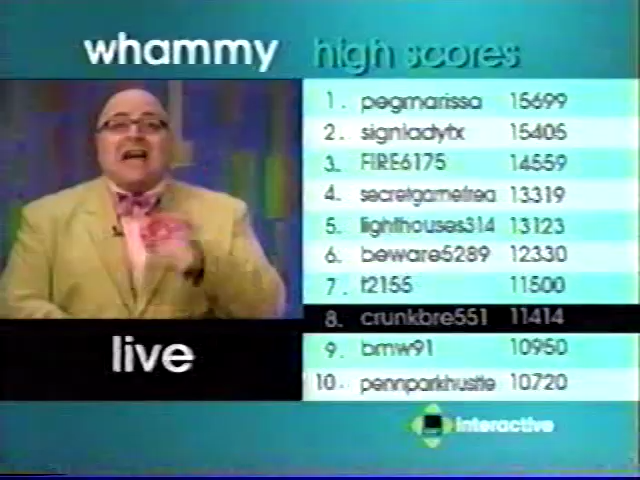 whammy high scores
1. pegmarissa 15699
2. signladytx 15405
3. FIRE6175 14559
4. secretgamefrea 13319
5. lighthouses314 13123
6. beware5289 12330
7. t2155 11500
8. crunkbre551 11414
9. bmw91 10950
10. pennparkhustle 10720
live
interactive